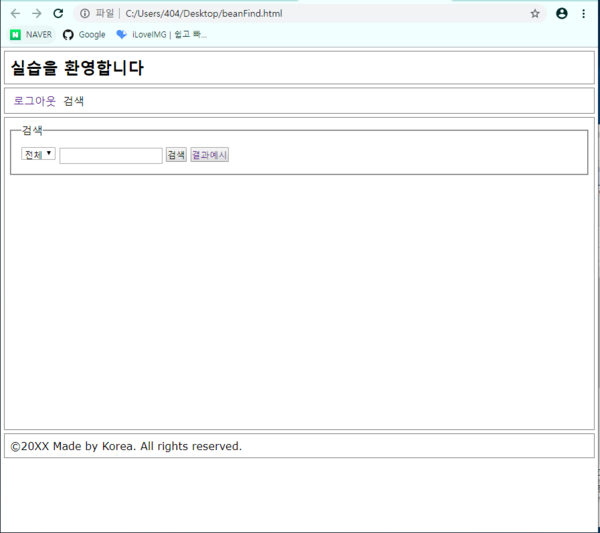 파일 C:/Users/404/Desktop/beanFind.html
NAVER Google iLoveIMG | 쉽고 빠...
실습을 환영합니다
로그아웃 검색
검색
전체 검색 결과예시
©20XX Made by Korea. All rights reserved.